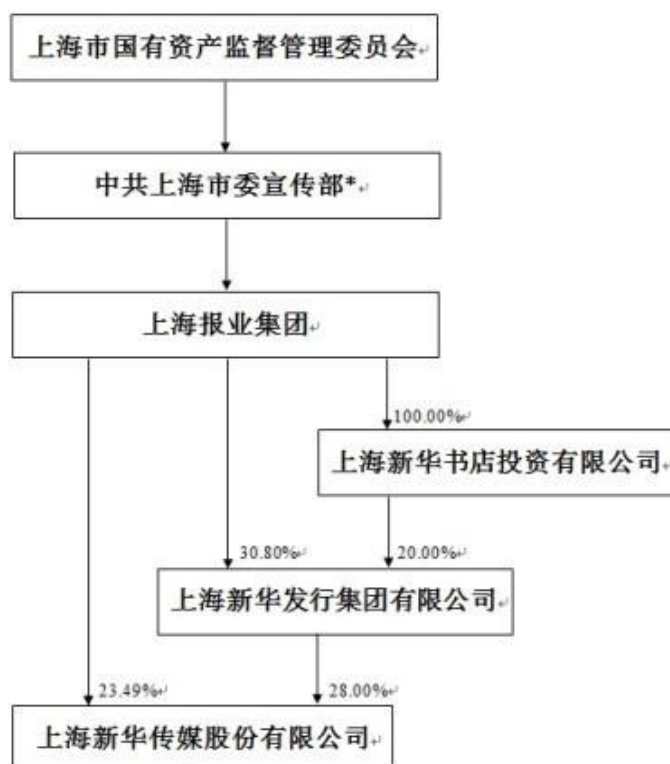 上海市国有资产监督管理委员会
中共上海市委宣传部*
上海报业集团
100.00%
上海新华书店投资有限公司
30.80%
20.00%
上海新华发行集团有限公司
23.49%
28.00%
上海新华传媒股份有限公司